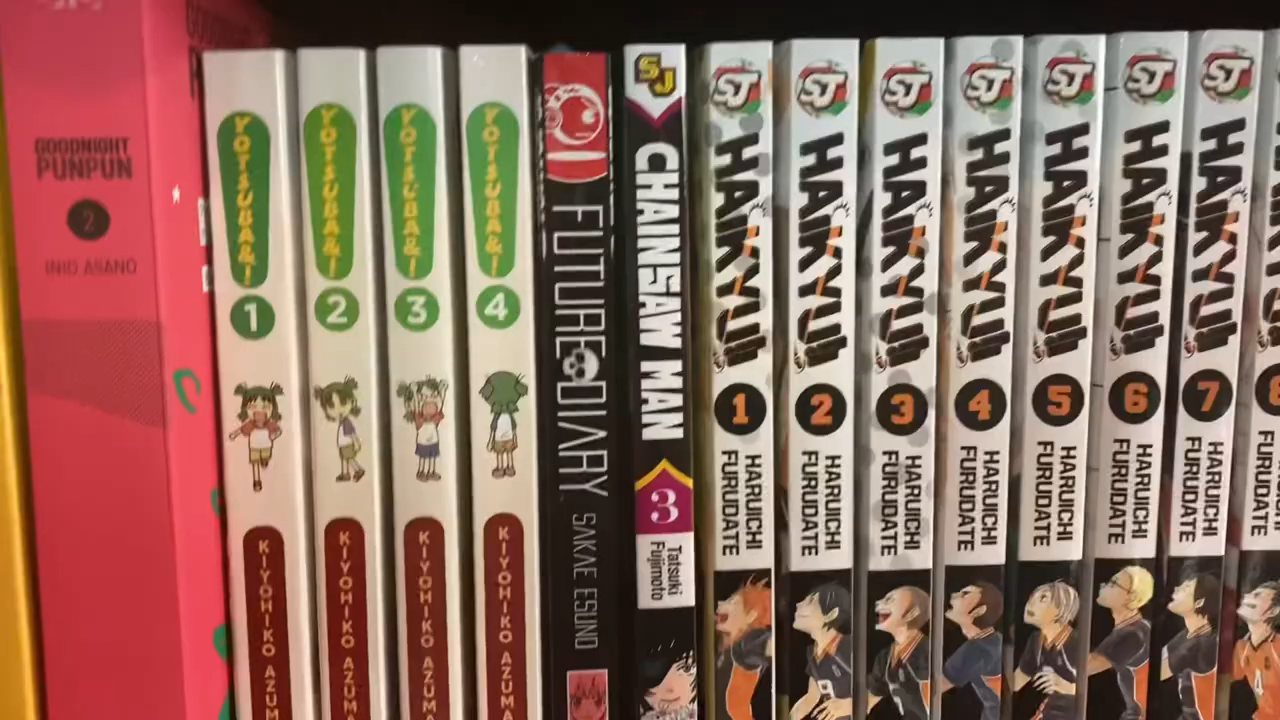 GOODNIGHT
PUNPUN
2
INIO ASANO
YOTSUBA&!
1
KIYOHIKO AZUMA
YOTSUBA&!
2
KIYOHIKO AZUMA
YOTSUBA&!
3
KIYOHIKO AZUMA
YOTSUBA&!
4
KIYOHIKO AZUMA
FUTURE DIARY
SAKAE ESUNO
SJ
CHAINSAW MAN
3
Tatsuki
Fujimoto
SJ
HAIKYU!!
1
HARUICHI
FURUDATE
SJ
HAIKYU!!
2
HARUICHI
FURUDATE
SJ
HAIKYU!!
3
HARUICHI
FURUDATE
SJ
HAIKYU!!
4
HARUICHI
FURUDATE
SJ
HAIKYU!!
5
HARUICHI
FURUDATE
SJ
HAIKYU!!
6
HARUICHI
FURUDATE
SJ
HAIKYU!!
7
HARUICHI
FURUDATE
8